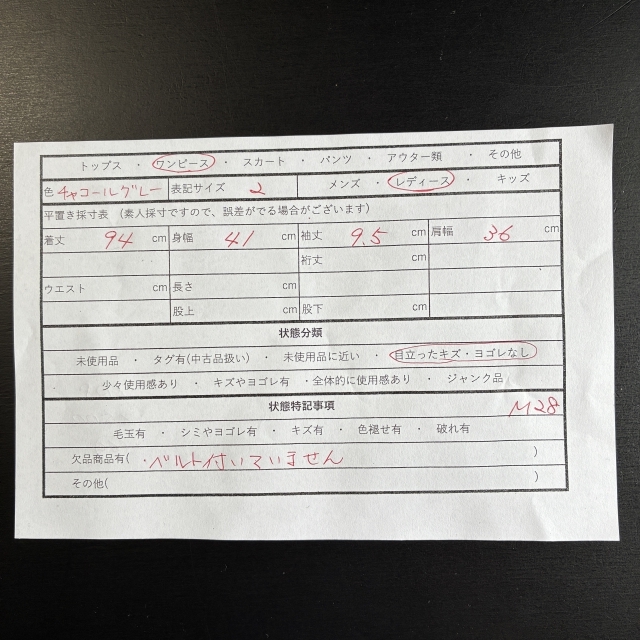 トップス ・ ワンピース ・ スカート ・ パンツ ・ アウター類 ・ その他
色 チャコールグレー 表記サイズ 2 メンズ ・ レディース ・ キッズ
平置き採寸表 (素人採寸ですので、誤差がでる場合がございます)
着丈 94 cm 身幅 41 cm 袖丈 9.5 cm 肩幅 36 cm
裄丈 cm
ウエスト cm 長さ cm
股上 cm 股下 cm
状態分類
未使用品 ・ タグ有(中古品扱い) ・ 未使用品に近い ・ 目立ったキズ・ヨゴレなし
少々使用感あり ・ キズやヨゴレ有 ・全体的に使用感あり ・ ジャンク品
状態特記事項 M28
毛玉有 ・ シミやヨゴレ有 ・ キズ有 ・ 色褪せ有 ・ 破れ有
欠品商品有( ・ベルト付いていません )
その他( )